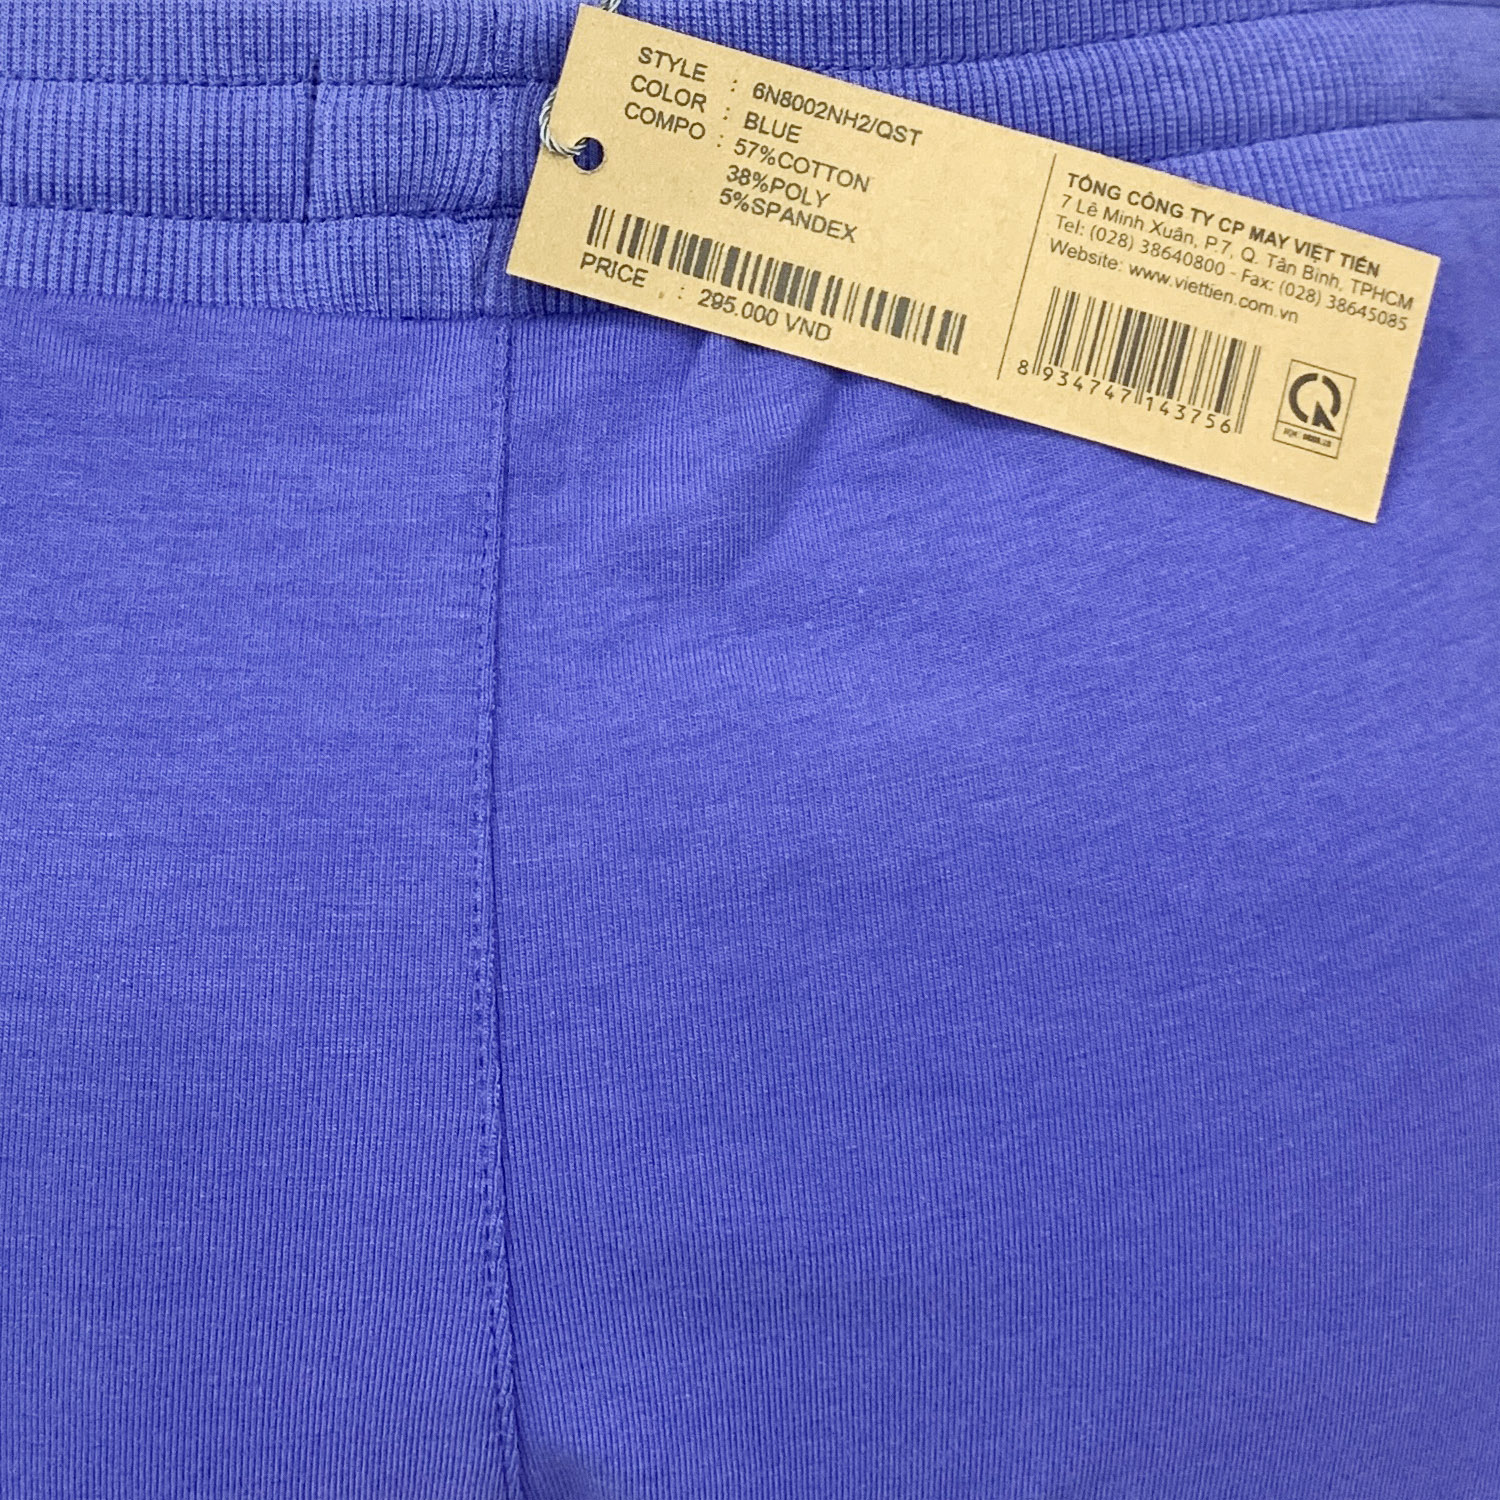 STYLE : 6N8002NH2/QST
COLOR : BLUE
COMPO : 57%COTTON
38%POLY
5%SPANDEX
PRICE : 295.000 VND
TỔNG CÔNG TY CP MAY VIỆT TIẾN
7 Lê Minh Xuân, P.7, Q. Tân Bình, TPHCM
Tel: (028) 38640800 - Fax: (028) 38645085
Website: www.viettien.com.vn
8 934747 143756